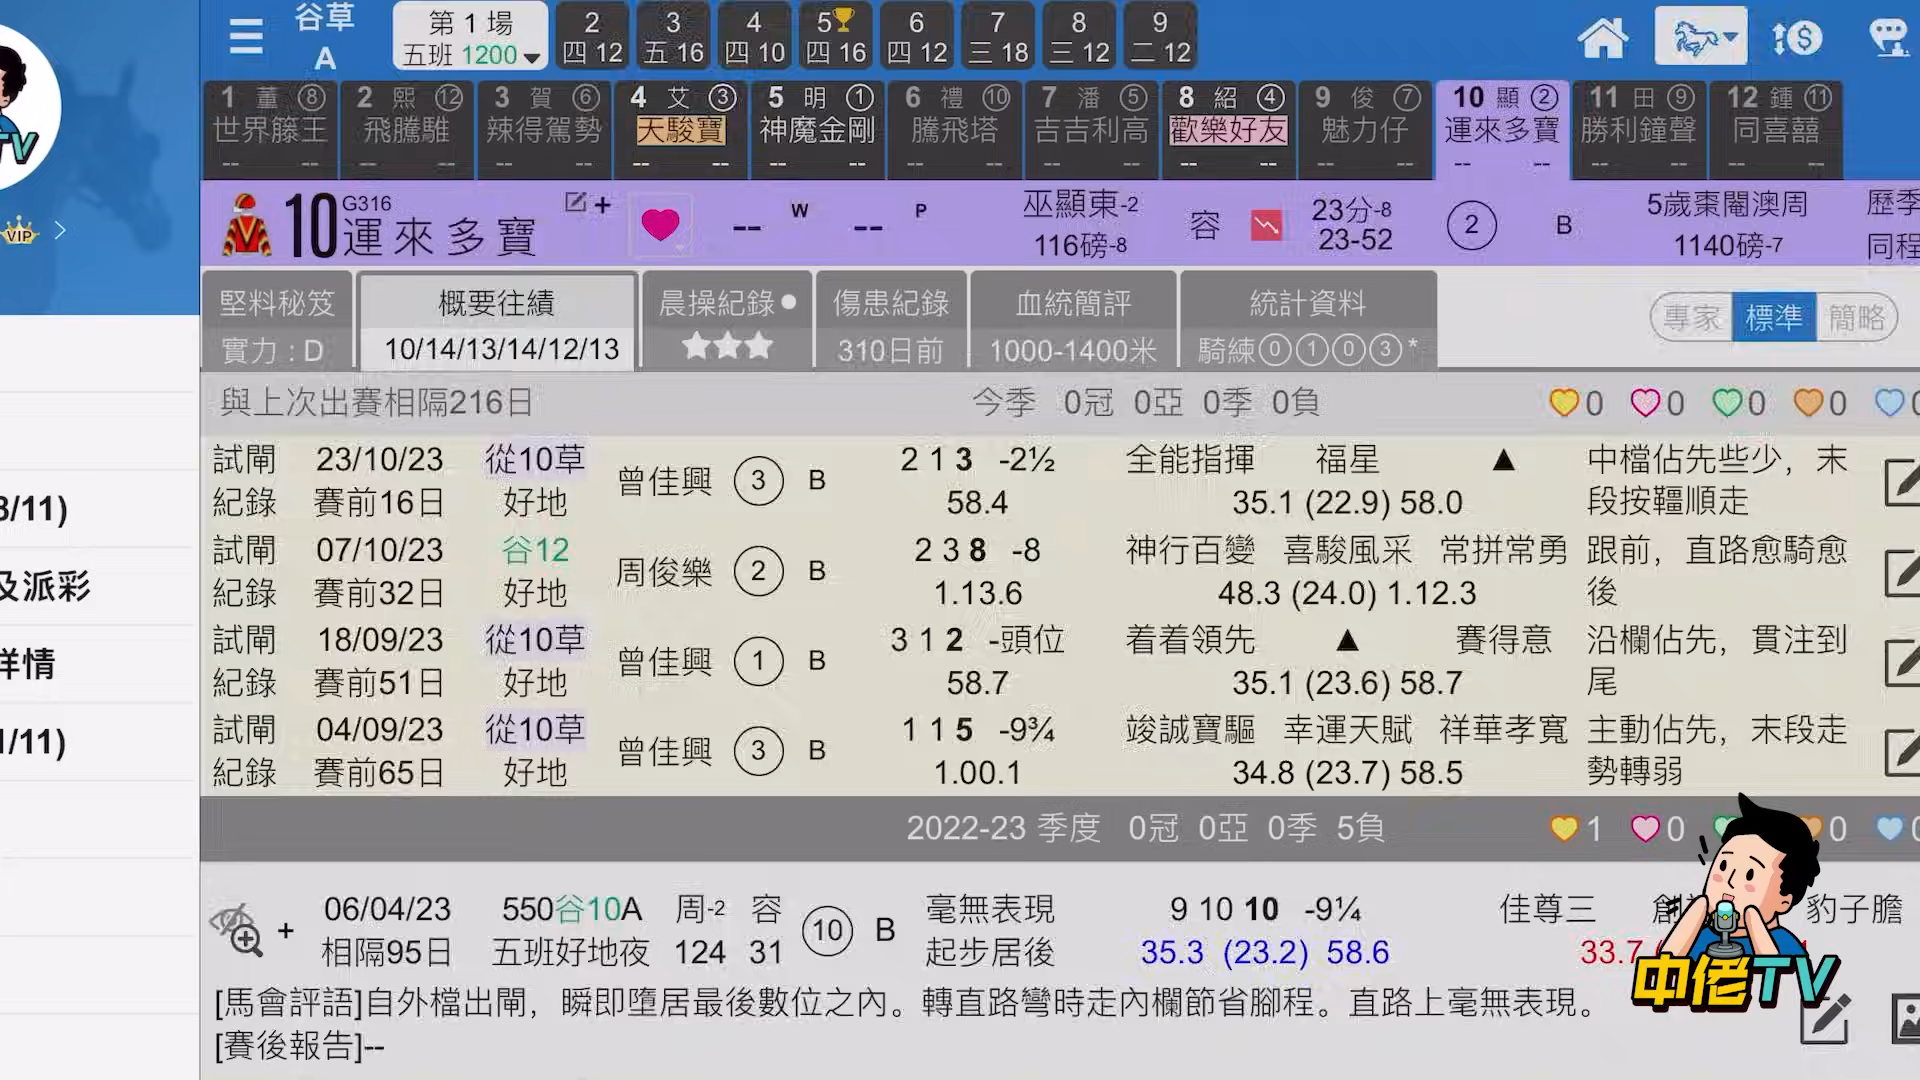 谷草
A
第 1 場
五班 1200
2
四 12
3
五 16
4
四 10
5
四 16
6
四 12
7
三 18
8
三 12
9
二 12
1 董 ⑧
世界籐王
-- --
2 熙 ⑫
飛騰騅
-- --
3 賀 ⑥
辣得駕勢
-- --
4 艾 ③
天駿寶
-- --
5 明 ①
神魔金剛
-- --
6 禮 ⑩
騰飛塔
-- --
7 潘 ⑤
吉吉利高
-- --
8 紹 ④
歡樂好友
-- --
9 俊 ⑦
魅力仔
-- --
10 顯 ②
運來多寶
-- --
11 田 ⑨
勝利鐘聲
-- --
12 鍾 ⑪
同喜囍
-- --
TV
VIP
10 G316
運來多寶
-- W -- P
巫顯東-2
116磅-8
容
23分-8
23-52
② B
5歲棗閹澳周
1140磅-7
歷季
同程
堅料秘笈
實力 : D
概要往績
10/14/13/14/12/13
晨操紀錄
傷患紀錄
310日前
血統簡評
1000-1400米
統計資料
騎練⓪①⓪③*
專家 標準 簡略
與上次出賽相隔216日 今季 0冠 0亞 0季 0負 0 0 0 0
試閘 23/10/23 從10草 曾佳興 ③ B 2 1 3 -2½ 全能指揮 福星 ▲ 中檔佔先些少，末
紀錄 賽前16日 好地 58.4 35.1 (22.9) 58.0 段按韁順走
試閘 07/10/23 谷12 周俊樂 ② B 2 3 8 -8 神行百變 喜駿風采 常拼常勇 跟前，直路愈騎愈
紀錄 賽前32日 好地 1.13.6 48.3 (24.0) 1.12.3 後
試閘 18/09/23 從10草 曾佳興 ① B 3 1 2 -頭位 着着領先 ▲ 賽得意 沿欄佔先，貫注到
紀錄 賽前51日 好地 58.7 35.1 (23.6) 58.7 尾
試閘 04/09/23 從10草 曾佳興 ③ B 1 1 5 -9¾ 竣誠寶驅 幸運天賦 祥華孝寬 主動佔先，末段走
紀錄 賽前65日 好地 1.00.1 34.8 (23.7) 58.5 勢轉弱
2022-23 季度 0冠 0亞 0季 5負 1 0 0
+ 06/04/23 550谷10A 周-2 容 ⑩ B 毫無表現 9 10 10 -9¼ 佳尊三 豹子膽
相隔95日 五班好地夜 124 31 起步居後 35.3 (23.2) 58.6 33.7
[馬會評語]自外檔出閘，瞬即墮居最後數位之內。轉直路彎時走內欄節省腳程。直路上毫無表現。
[賽後報告]--
中佬TV
/11)
及派彩
詳情
/11)